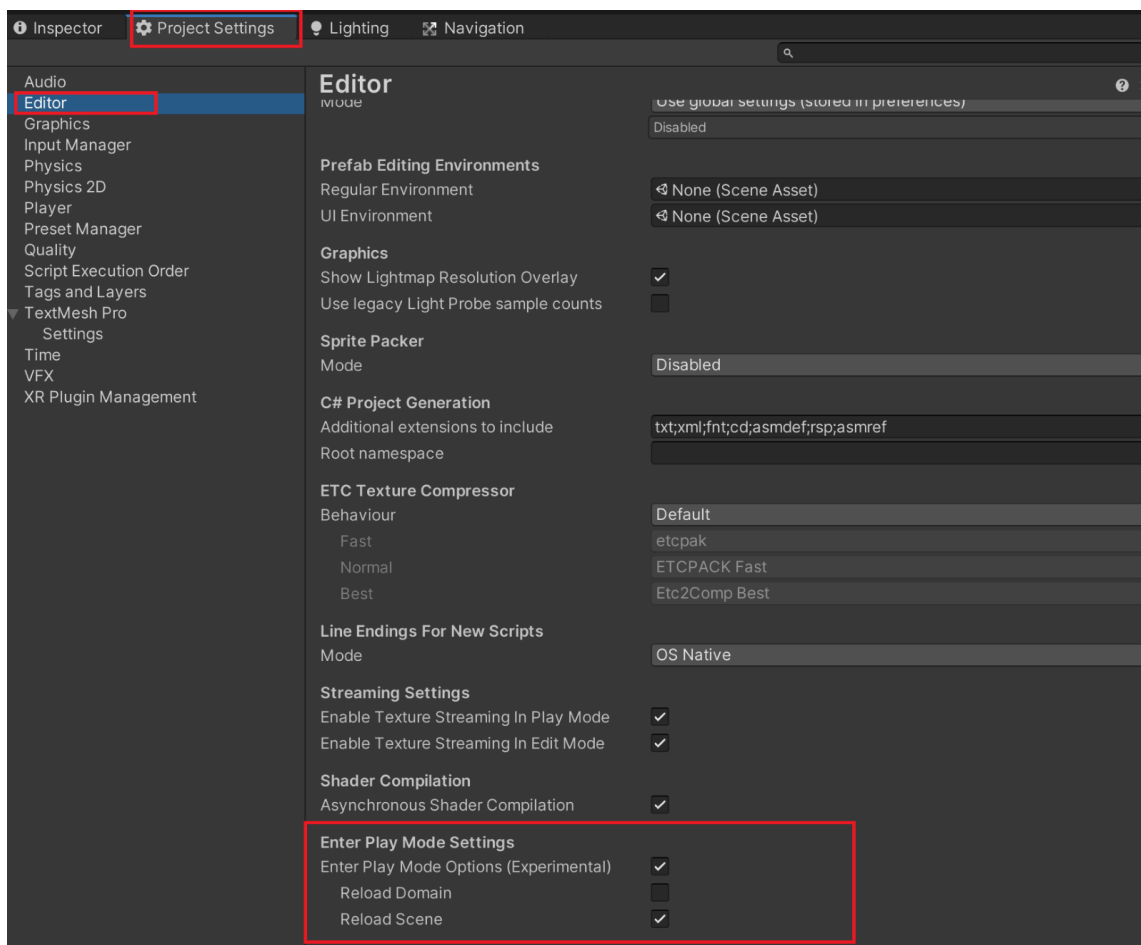 Inspector Project Settings Lighting Navigation
Audio
Editor
Graphics
Input Manager
Physics
Physics 2D
Player
Preset Manager
Quality
Script Execution Order
Tags and Layers
TextMesh Pro
Settings
Time
VFX
XR Plugin Management
Editor
Mode Use global settings (stored in preferences)
Disabled
Prefab Editing Environments
Regular Environment None (Scene Asset)
UI Environment None (Scene Asset)
Graphics
Show Lightmap Resolution Overlay
Use legacy Light Probe sample counts
Sprite Packer
Mode Disabled
C# Project Generation
Additional extensions to include txt;xml;fnt;cd;asmdef;rsp;asmref
Root namespace
ETC Texture Compressor
Behaviour Default
Fast etcpak
Normal ETCPACK Fast
Best Etc2Comp Best
Line Endings For New Scripts
Mode OS Native
Streaming Settings
Enable Texture Streaming In Play Mode
Enable Texture Streaming In Edit Mode
Shader Compilation
Asynchronous Shader Compilation
Enter Play Mode Settings
Enter Play Mode Options (Experimental)
Reload Domain
Reload Scene